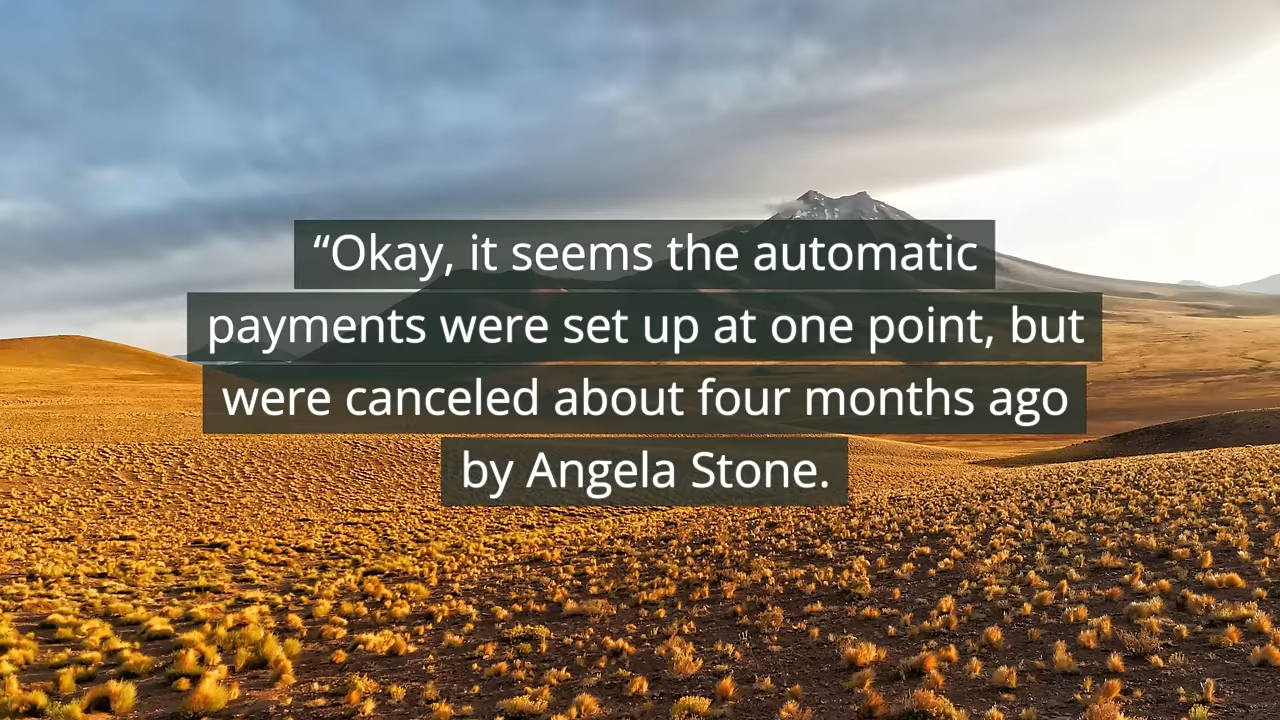 “Okay, it seems the automatic
payments were set up at one point, but
were canceled about four months ago
by Angela Stone.